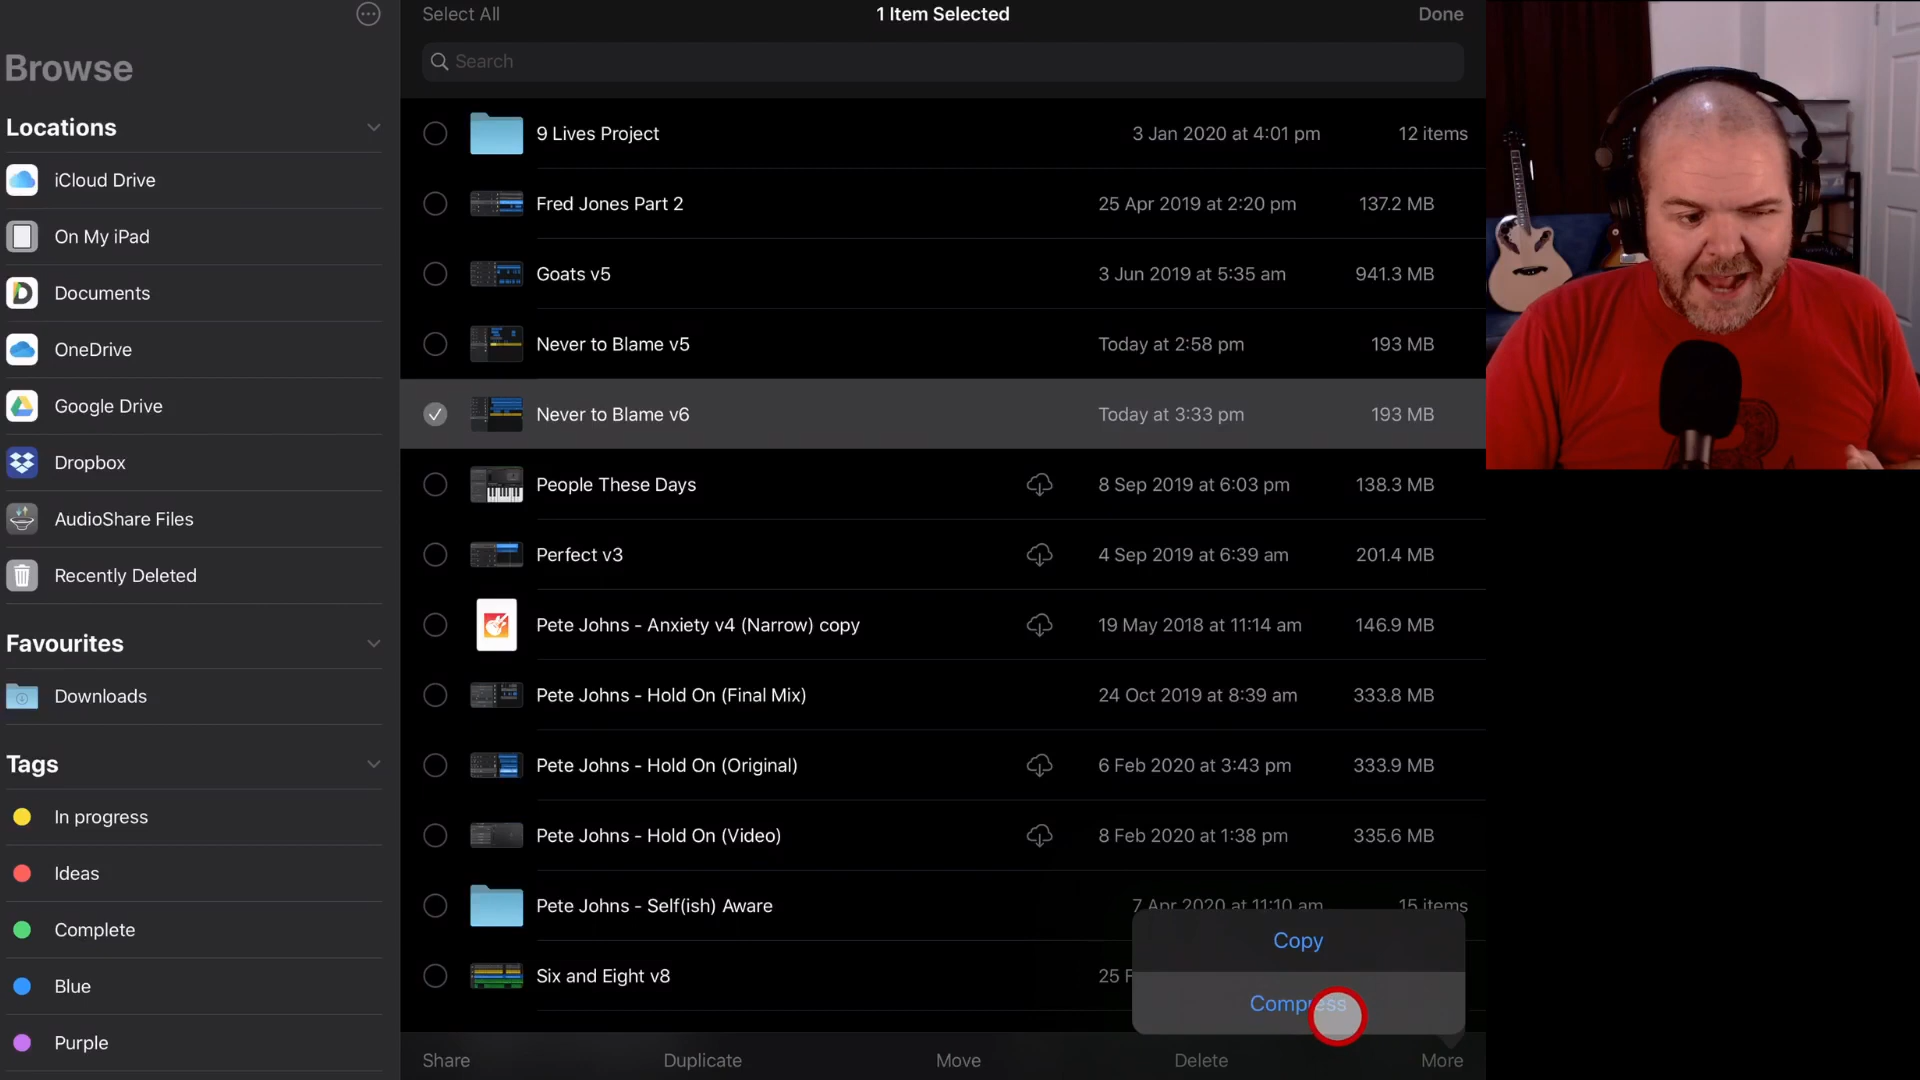 Select All
1 Item Selected
Done
Browse
Search
Locations
iCloud Drive
On My iPad
Documents
OneDrive
Google Drive
Dropbox
AudioShare Files
Recently Deleted
Favourites
Downloads
Tags
In progress
Ideas
Complete
Blue
Purple
9 Lives Project 3 Jan 2020 at 4:01 pm 12 items
Fred Jones Part 2 25 Apr 2019 at 2:20 pm 137.2 MB
Goats v5 3 Jun 2019 at 5:35 am 941.3 MB
Never to Blame v5 Today at 2:58 pm 193 MB
Never to Blame v6 Today at 3:33 pm 193 MB
People These Days 8 Sep 2019 at 6:03 pm 138.3 MB
Perfect v3 4 Sep 2019 at 6:39 am 201.4 MB
Pete Johns - Anxiety v4 (Narrow) copy 19 May 2018 at 11:14 am 146.9 MB
Pete Johns - Hold On (Final Mix) 24 Oct 2019 at 8:39 am 333.8 MB
Pete Johns - Hold On (Original) 6 Feb 2020 at 3:43 pm 333.9 MB
Pete Johns - Hold On (Video) 8 Feb 2020 at 1:38 pm 335.6 MB
Pete Johns - Self(ish) Aware 7 Apr 2020 at 11:10 am 15 items
Six and Eight v8 25 F
Copy
Compress
Share
Duplicate
Move
Delete
More